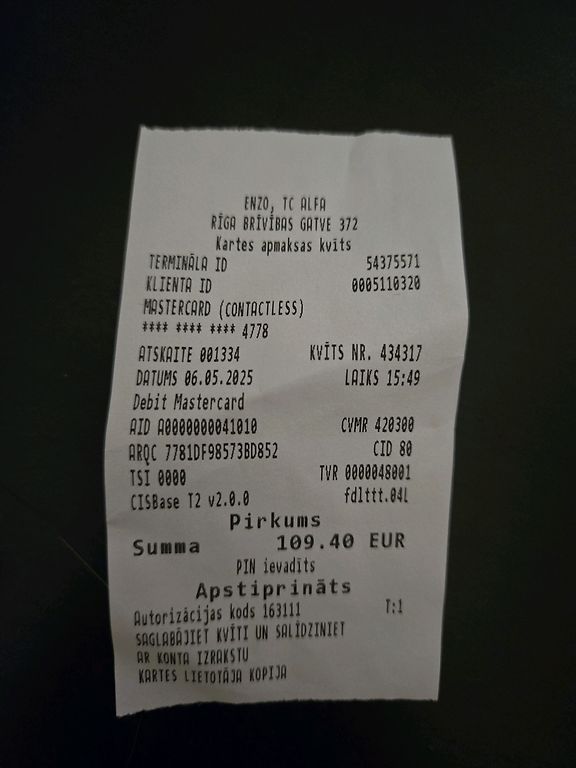 ENZO, TC ALFA
RĪGA BRĪVĪBAS GATVE 372
Kartes apmaksas kvīts
TERMINĀLA ID 54375571
KLIENTA ID 0005110320
MASTERCARD (CONTACTLESS)
**** **** **** 4778
ATSKAITE 001334 KVĪTS NR. 434317
DATUMS 06.05.2025 LAIKS 15:49
Debit Mastercard
AID A0000000041010 CVMR 420300
ARQC 7781DF98573BD852 CID 80
TSI 0000 TVR 0000048001
CISBase T2 v2.0.0 fdlttt.04L
Pirkums
Summa 109.40 EUR
PIN ievadīts
Apstiprināts
Autorizācijas kods 163111 T:1
SAGLABĀJIET KVĪTI UN SALĪDZINIET
AR KONTA IZRAKSTU
KARTES LIETOTĀJA KOPIJA